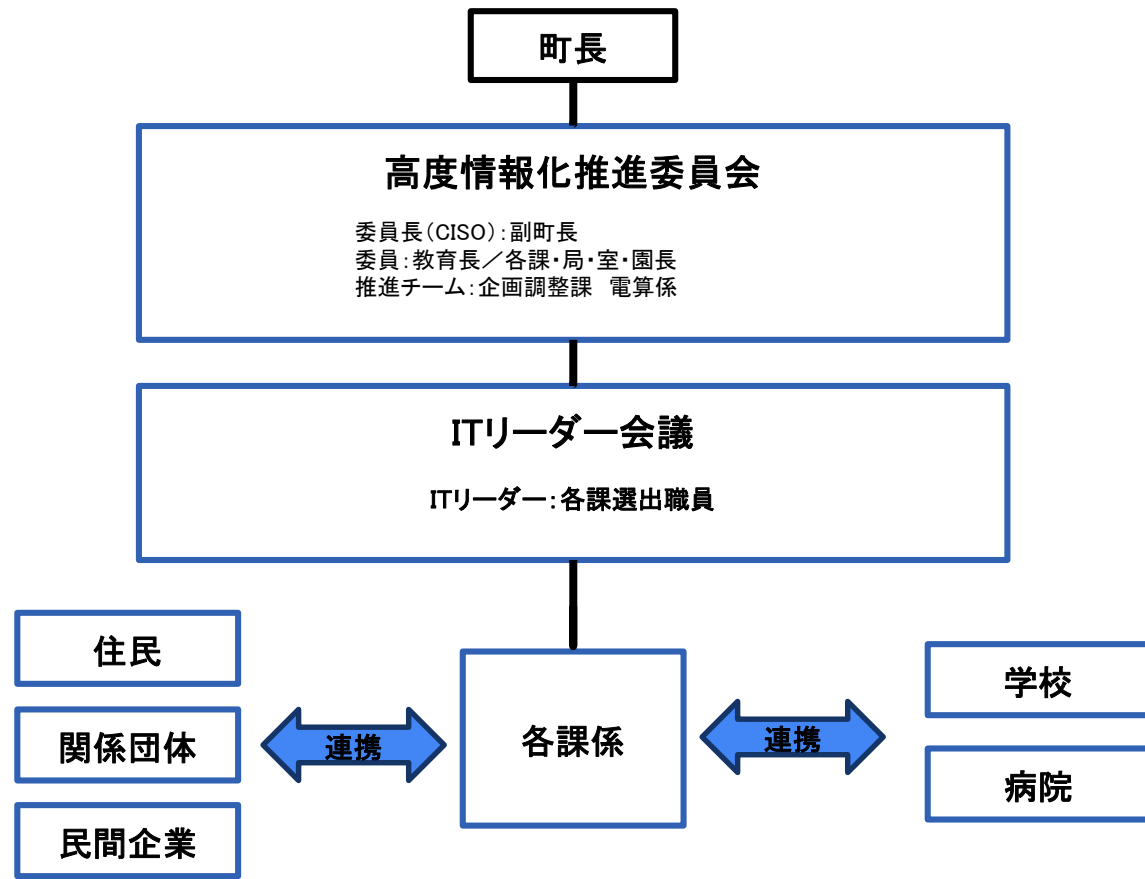 町長
高度情報化推進委員会
委員長（CISO）：副町長
委員：教育長／各課・局・室・園長
推進チーム：企画調整課　電算係
ITリーダー会議
ITリーダー：各課選出職員
住民
関係団体
民間企業
連携
各課係
連携
学校
病院